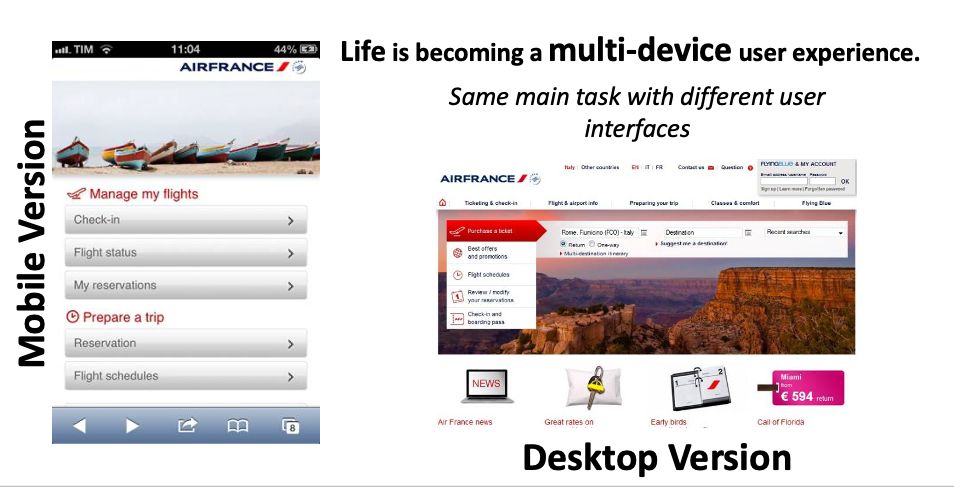 Life is becoming a multi-device user experience.
Same main task with different user
interfaces
Mobile Version
TIM 11:04 44%
AIRFRANCE
Manage my flights
Check-in
Flight status
My reservations
Prepare a trip
Reservation
Flight schedules
8
Italy | Other countries EN | IT | FR Contact us Question
FLYINGBLUE & MY ACCOUNT
Email address /username Password
OK
Sign up | Learn more | Forgotten password
AIRFRANCE
Ticketing & check-in Flight & airport info Preparing your trip Classes & comfort Flying Blue
Purchase a ticket
Best offers
and promotions
Flight schedules
Review / modify
your reservations
Check-in and
boarding pass
Rome, Fiumicino (FCO) - Italy Destination Recent searches
Return One-way Suggest me a destination!
Multi-destination itinerary
NEWS
1 2
Miami
from
€ 594 return
Air France news Great rates on Early birds Call of Florida
Desktop Version